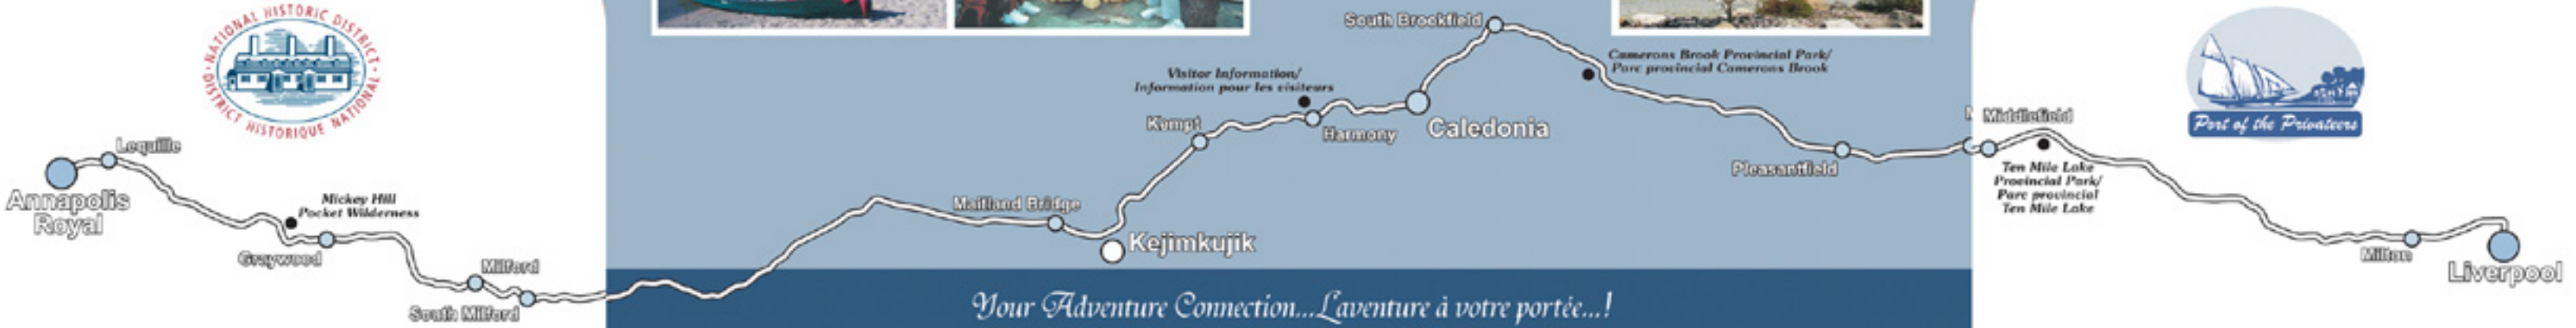 NATIONAL HISTORIC DISTRICT
DISTRICT HISTORIQUE NATIONAL
Lequille
Annapolis
Royal
Mickey Hill
Pocket Wilderness
Graywood
Milford
South Milford
Maitland Bridge
Kejimkujik
Kempt
Visitor Information/
Information pour les visiteurs
Harmony
Caledonia
South Brookfield
Camerons Brook Provincial Park/
Parc provincial Camerons Brook
Pleasantfield
Middlefield
Ten Mile Lake
Provincial Park/
Parc provincial
Ten Mile Lake
Port of the Privateers
Milton
Liverpool
Your Adventure Connection...L'aventure à votre portée...!